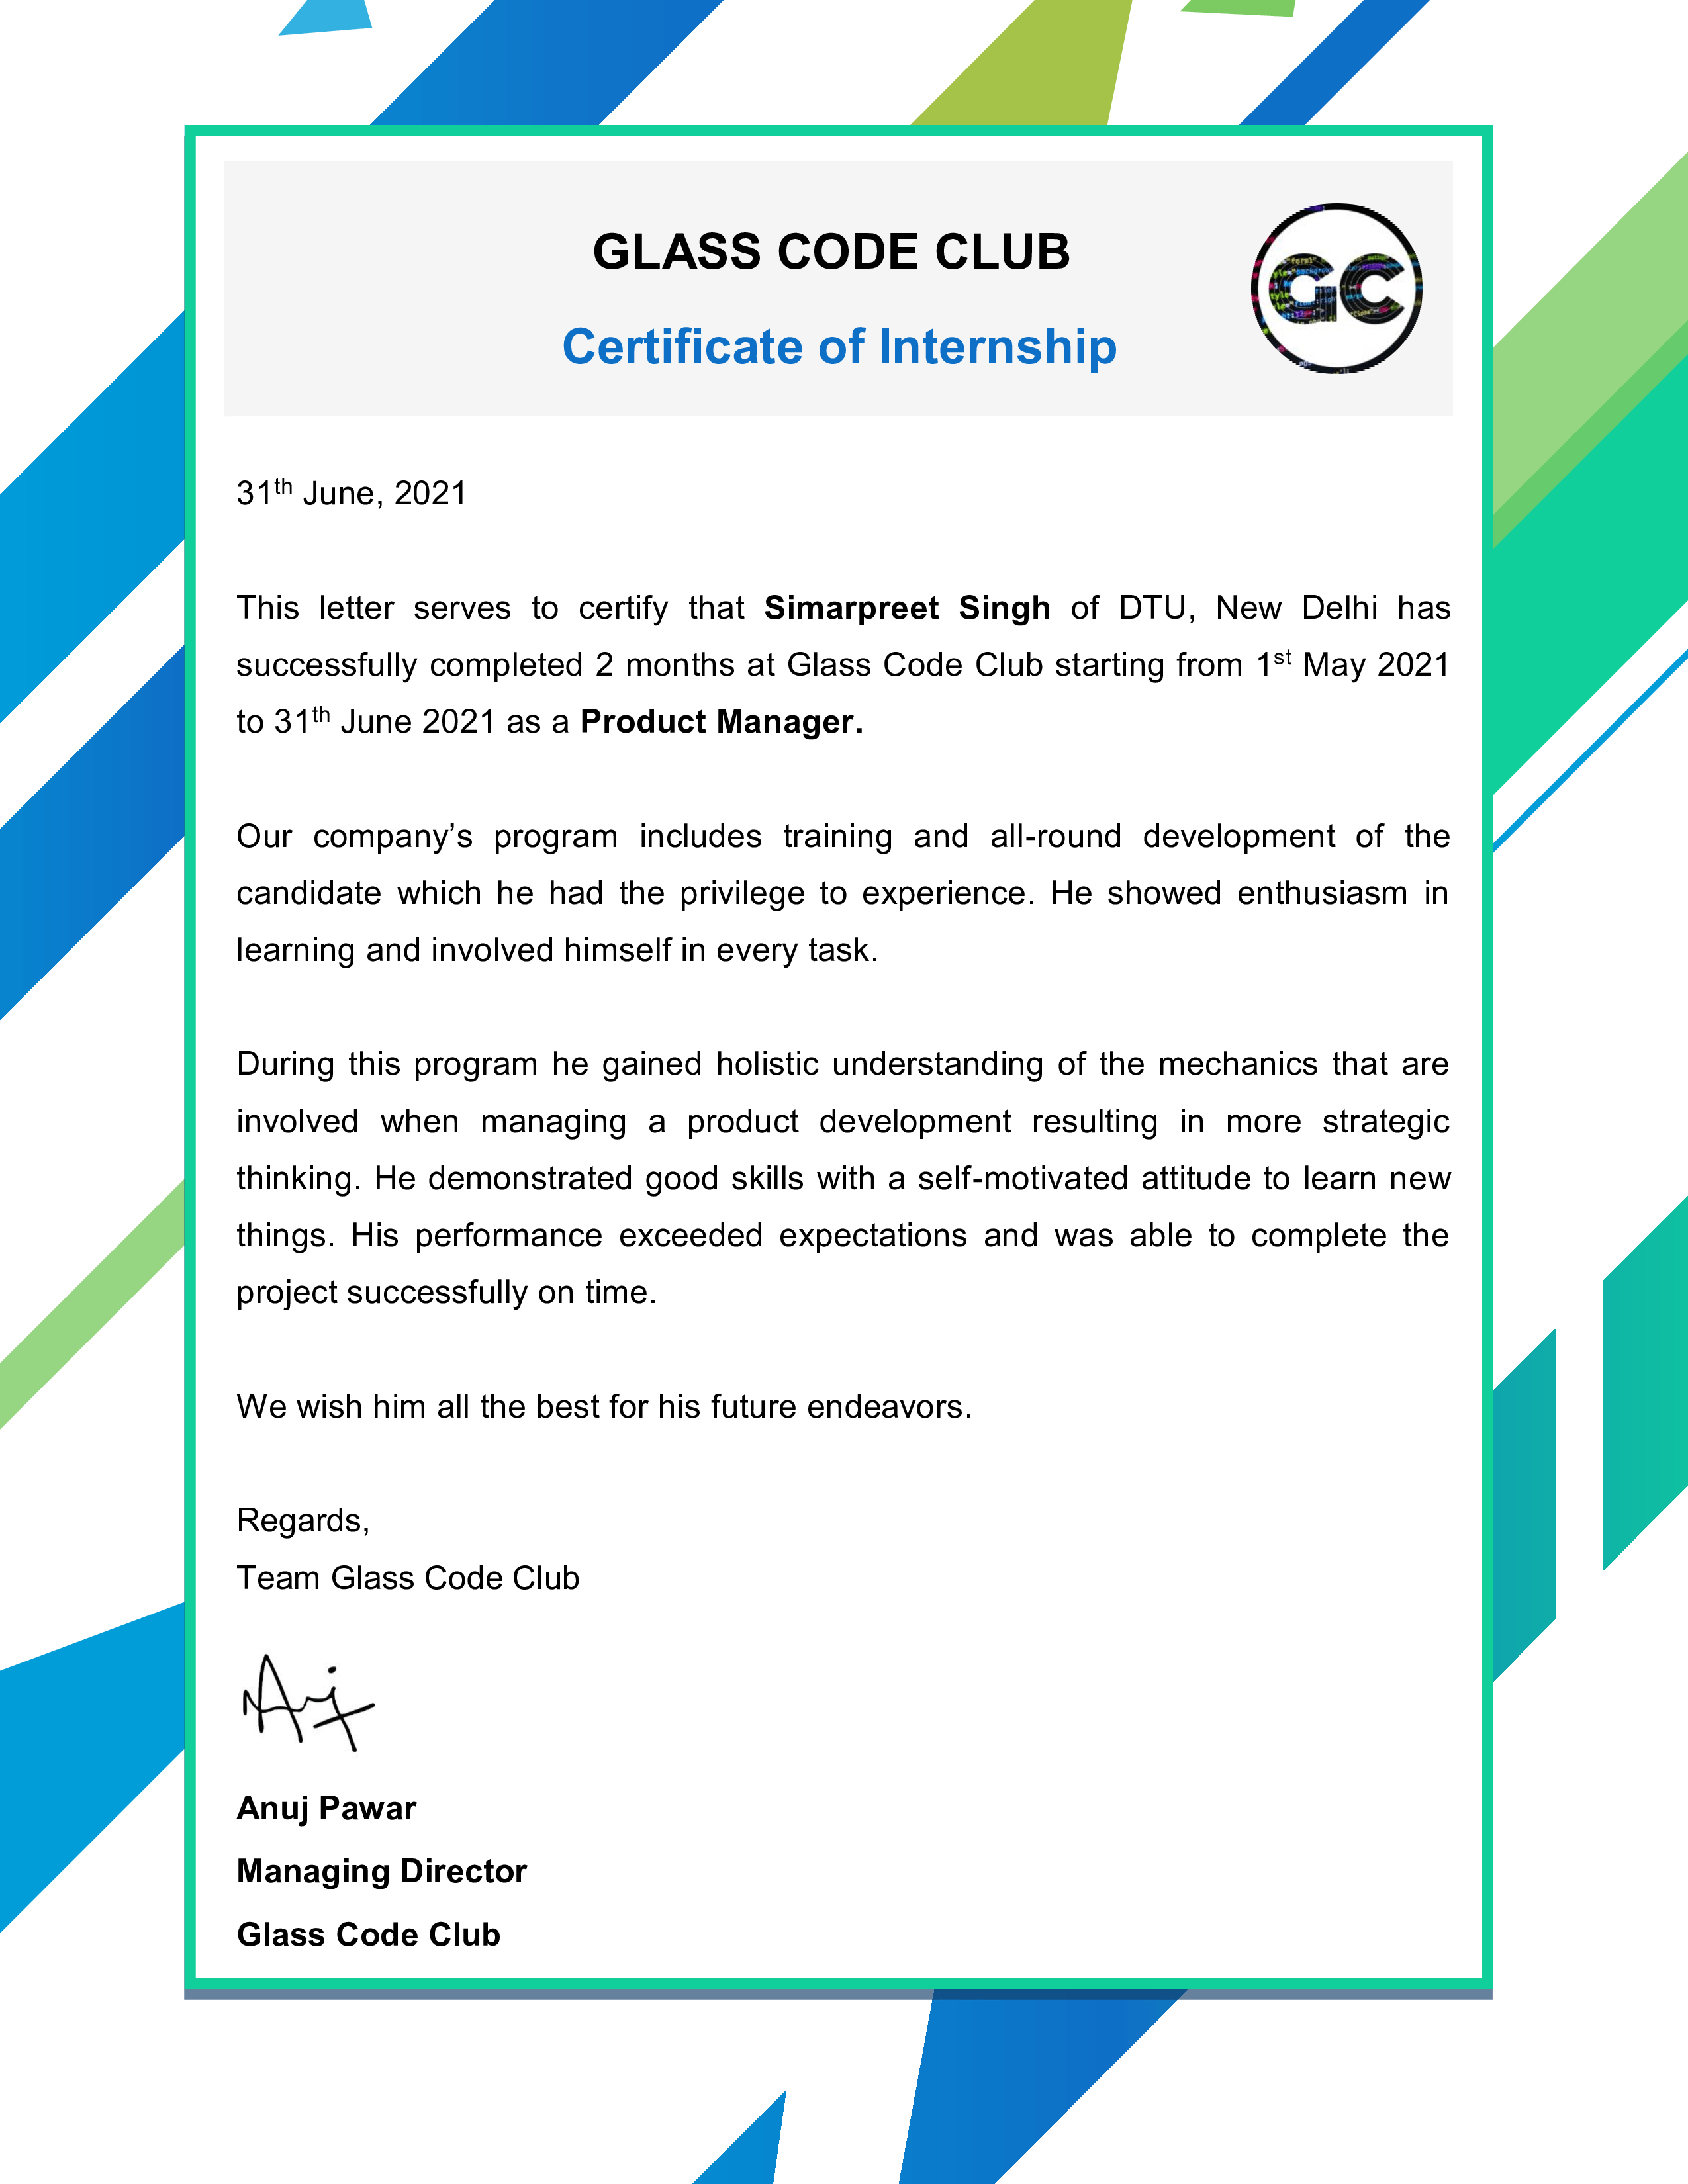 GLASS CODE CLUB
Certificate of Internship
GC
31th June, 2021
This letter serves to certify that Simarpreet Singh of DTU, New Delhi has
successfully completed 2 months at Glass Code Club starting from 1st May 2021
to 31th June 2021 as a Product Manager.
Our company’s program includes training and all-round development of the
candidate which he had the privilege to experience. He showed enthusiasm in
learning and involved himself in every task.
During this program he gained holistic understanding of the mechanics that are
involved when managing a product development resulting in more strategic
thinking. He demonstrated good skills with a self-motivated attitude to learn new
things. His performance exceeded expectations and was able to complete the
project successfully on time.
We wish him all the best for his future endeavors.
Regards,
Team Glass Code Club
Anuj
Anuj Pawar
Managing Director
Glass Code Club